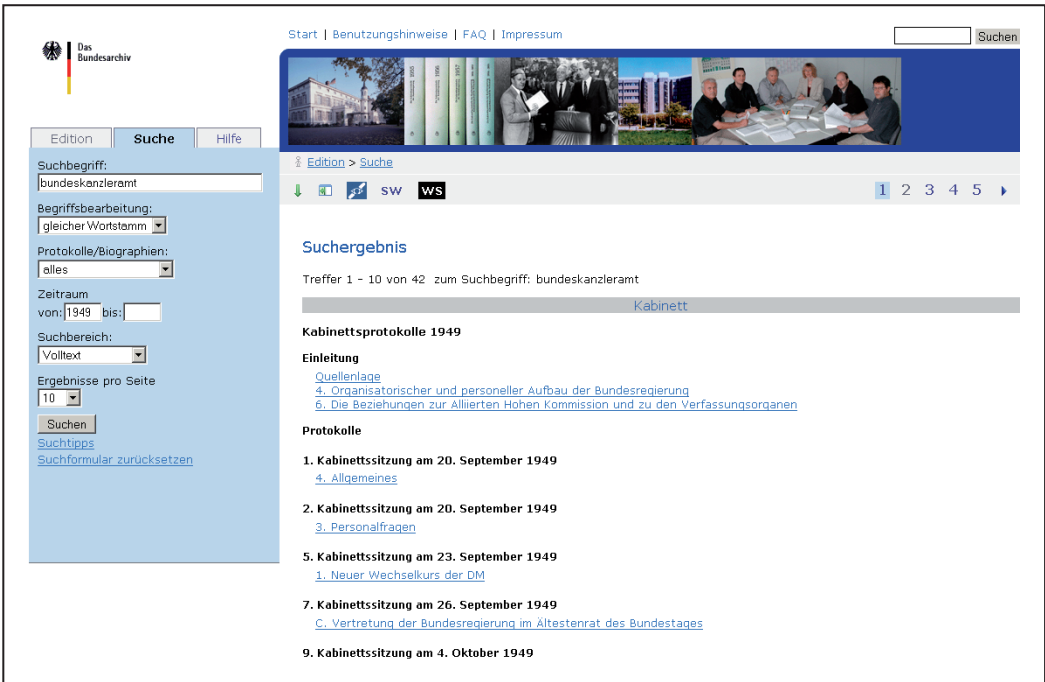 Das
Bundesarchiv
Start | Benutzungshinweise | FAQ | Impressum
Suchen
Edition Suche Hilfe
Edition > Suche
SW WS
1 2 3 4 5
Suchbegriff:
bundeskanzleramt
Begriffsbearbeitung:
gleicher Wortstamm
Protokolle/Biographien:
alles
Zeitraum
von: 1949 bis:
Suchbereich:
Volltext
Ergebnisse pro Seite
10
Suchen
Suchtipps
Suchformular zurücksetzen
Suchergebnis
Treffer 1 - 10 von 42 zum Suchbegriff: bundeskanzleramt
Kabinett
Kabinettsprotokolle 1949
Einleitung
Quellenlage
4. Organisatorischer und personeller Aufbau der Bundesregierung
6. Die Beziehungen zur Alliierten Hohen Kommission und zu den Verfassungsorganen
Protokolle
1. Kabinettssitzung am 20. September 1949
4. Allgemeines
2. Kabinettssitzung am 20. September 1949
3. Personalfragen
5. Kabinettssitzung am 23. September 1949
1. Neuer Wechselkurs der DM
7. Kabinettssitzung am 26. September 1949
C. Vertretung der Bundesregierung im Ältestenrat des Bundestages
9. Kabinettssitzung am 4. Oktober 1949